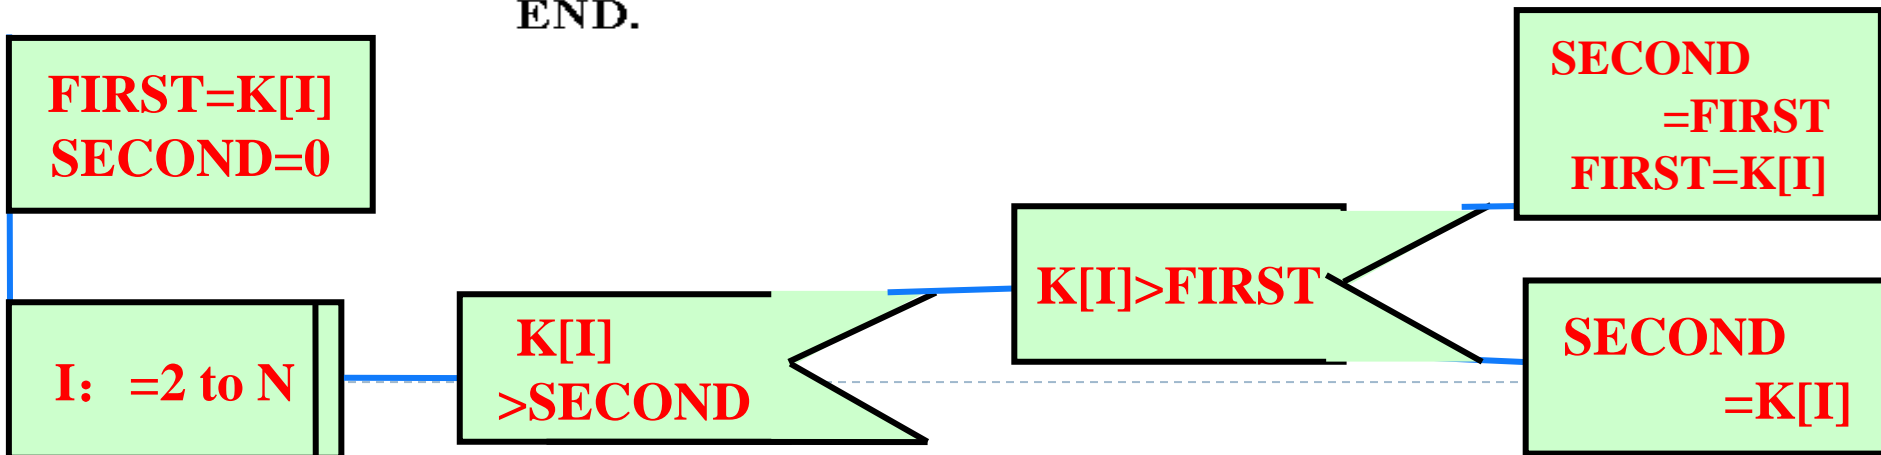 END.
FIRST=K[I]
SECOND=0
I：=2 to N
K[I]
>SECOND
K[I]>FIRST
SECOND
=FIRST
FIRST=K[I]
SECOND
=K[I]